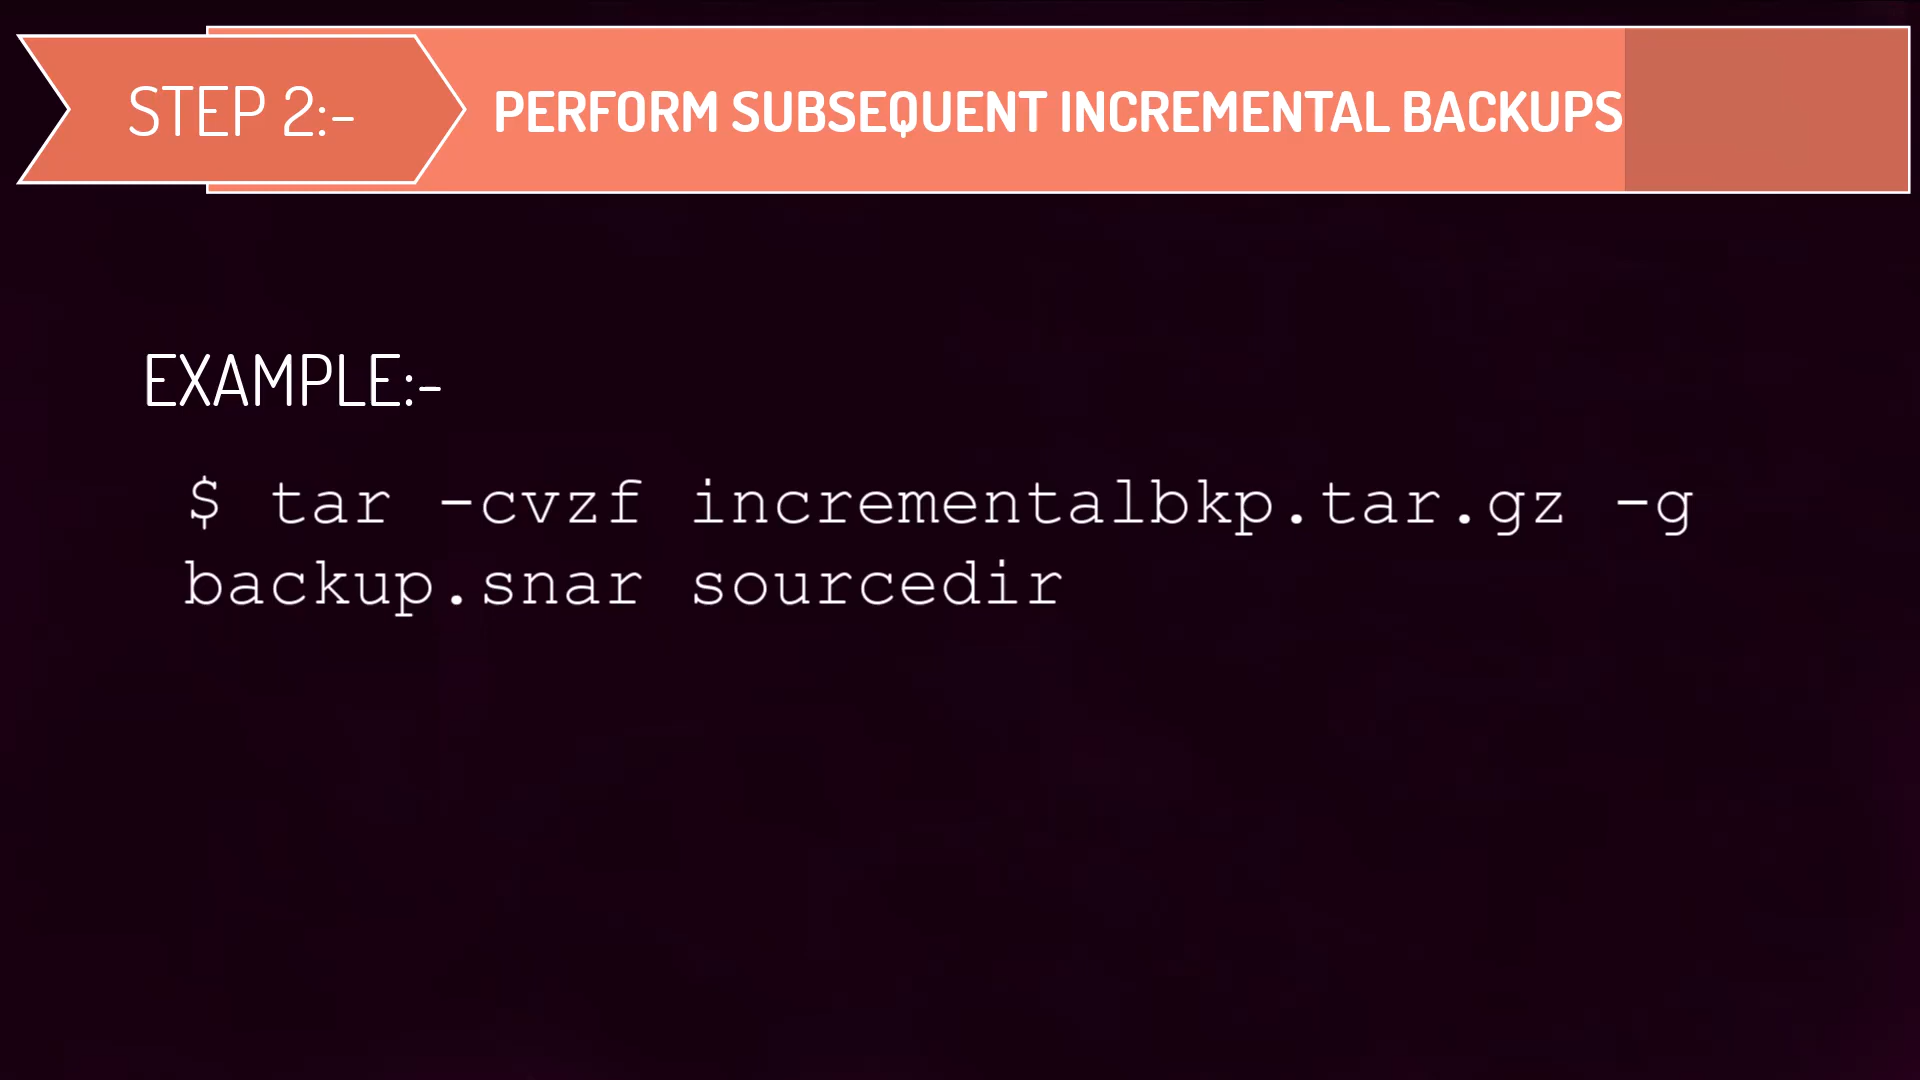 STEP 2:-
PERFORM SUBSEQUENT INCREMENTAL BACKUPS
EXAMPLE:-
$ tar -cvzf incrementalbkp.tar.gz -g
backup.snar sourcedir